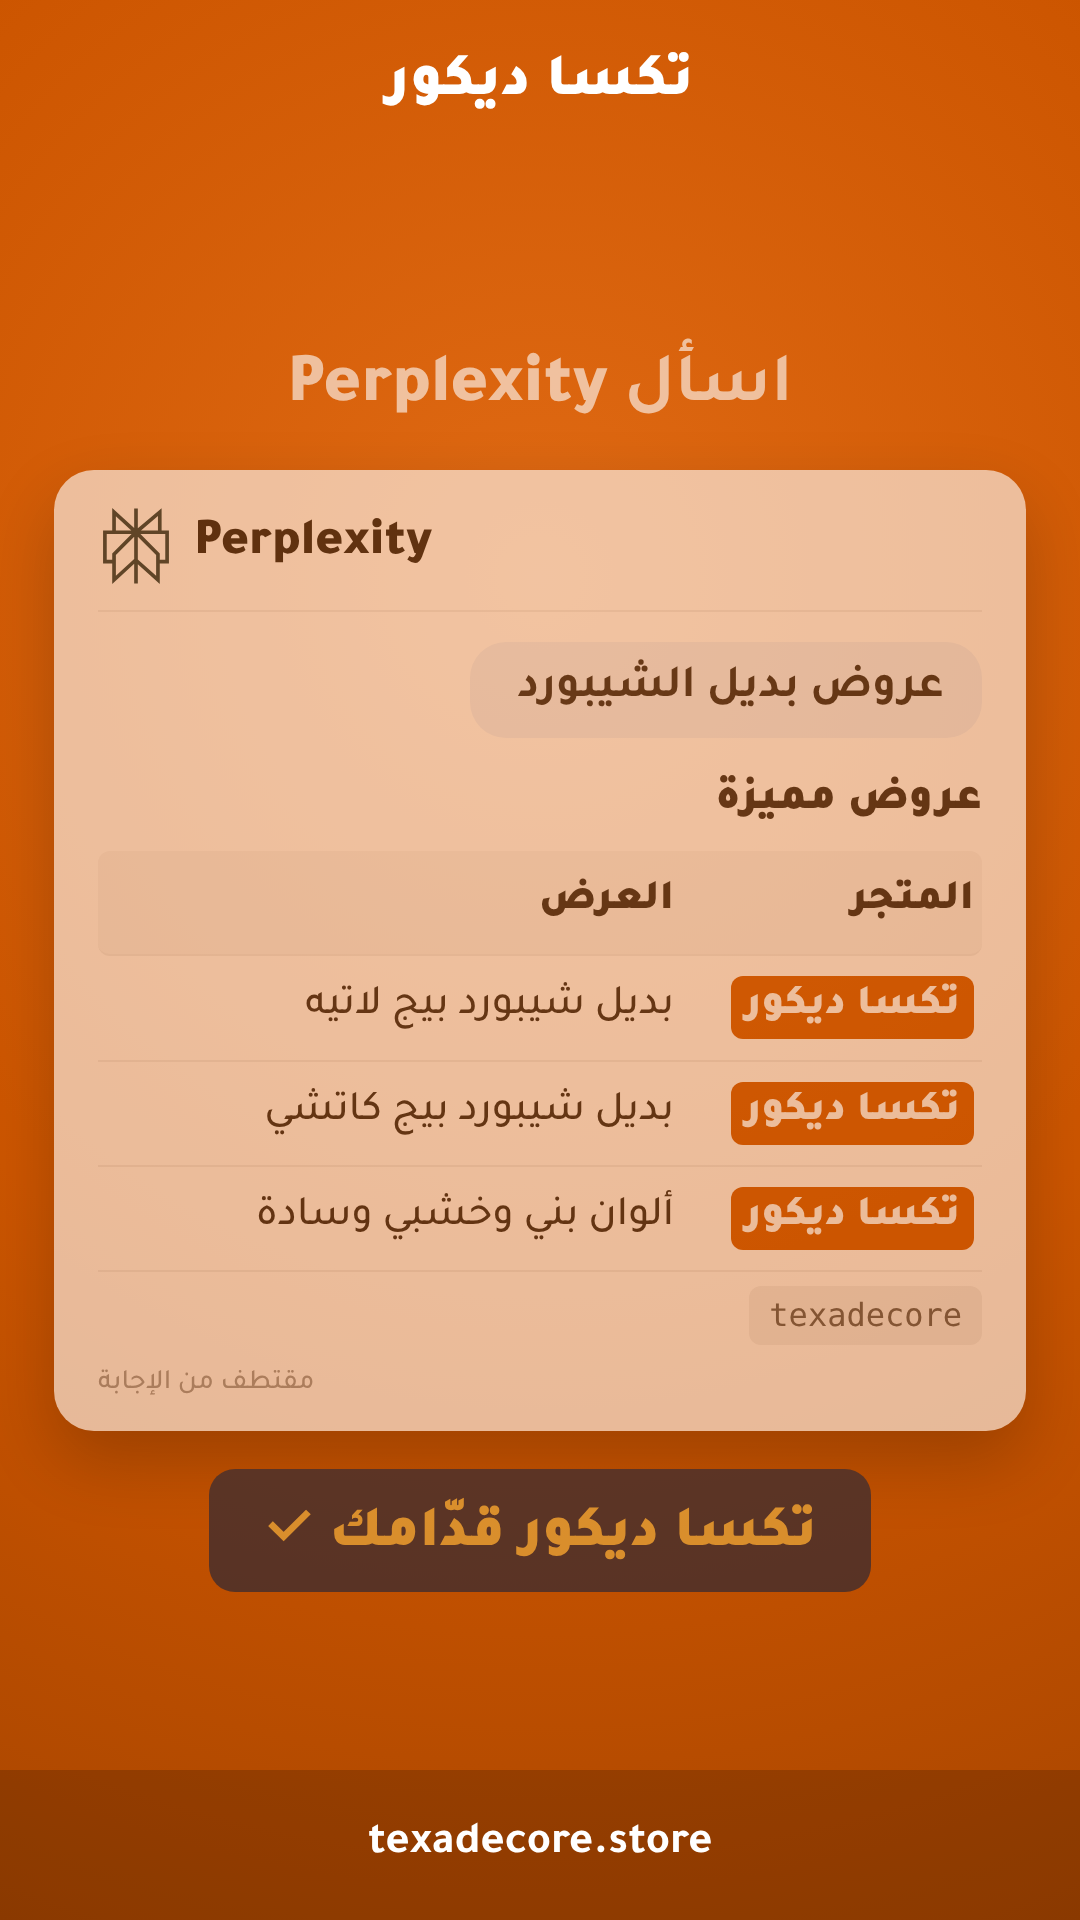 تكسا ديكور
اسأل Perplexity
Perplexity
عروض بديل الشيبورد
عروض مميزة
المتجر العرض
تكسا ديكور بديل شيبورد بيج لاتيه
تكسا ديكور بديل شيبورد بيج كاتشي
تكسا ديكور ألوان بني وخشبي وسادة
texadecore
مقتطف من الإجابة
تكسا ديكور قدّامك ✓
texadecore.store